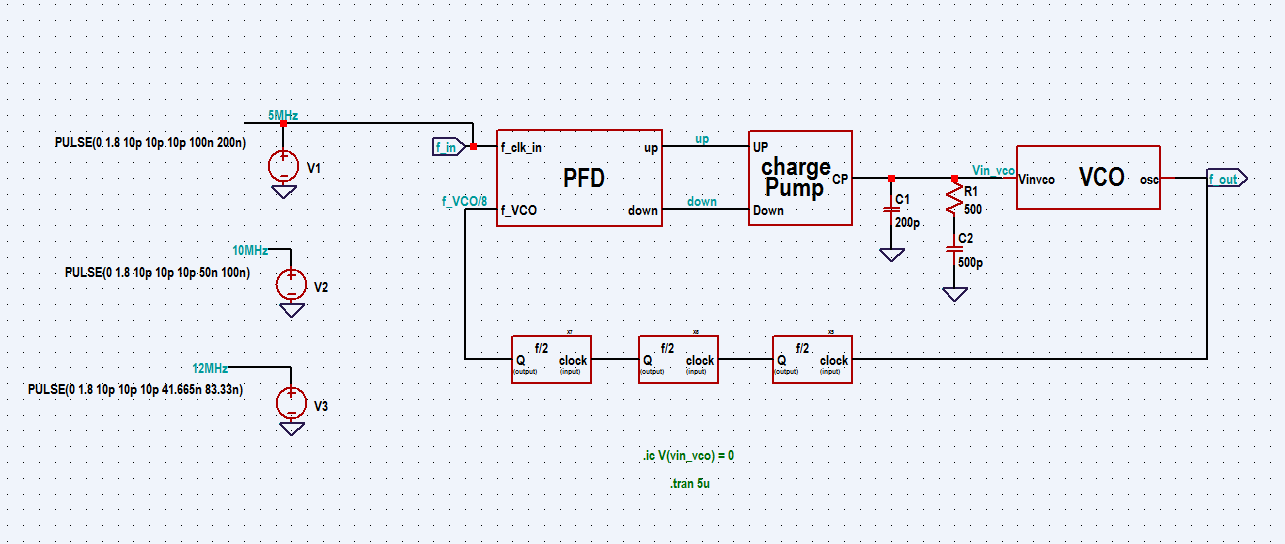 5MHz
PULSE(0 1.8 10p 10p 10p 100n 200n)
V1
f_in
f_clk_in
up
PFD
f_VCO/8
f_VCO
down
up
down
UP
charge
Pump
CP
Down
C1
200p
Vin_vco
R1
500
C2
500p
Vinvco
VCO
osc
f_out
10MHz
PULSE(0 1.8 10p 10p 10p 50n 100n)
V2
12MHz
PULSE(0 1.8 10p 10p 10p 41.665n 83.33n)
V3
X7
f/2
Q
clock
(output)
(input)
X6
f/2
Q
clock
(output)
(input)
X5
f/2
Q
clock
(output)
(input)
.ic V(vin_vco) = 0
.tran 5u